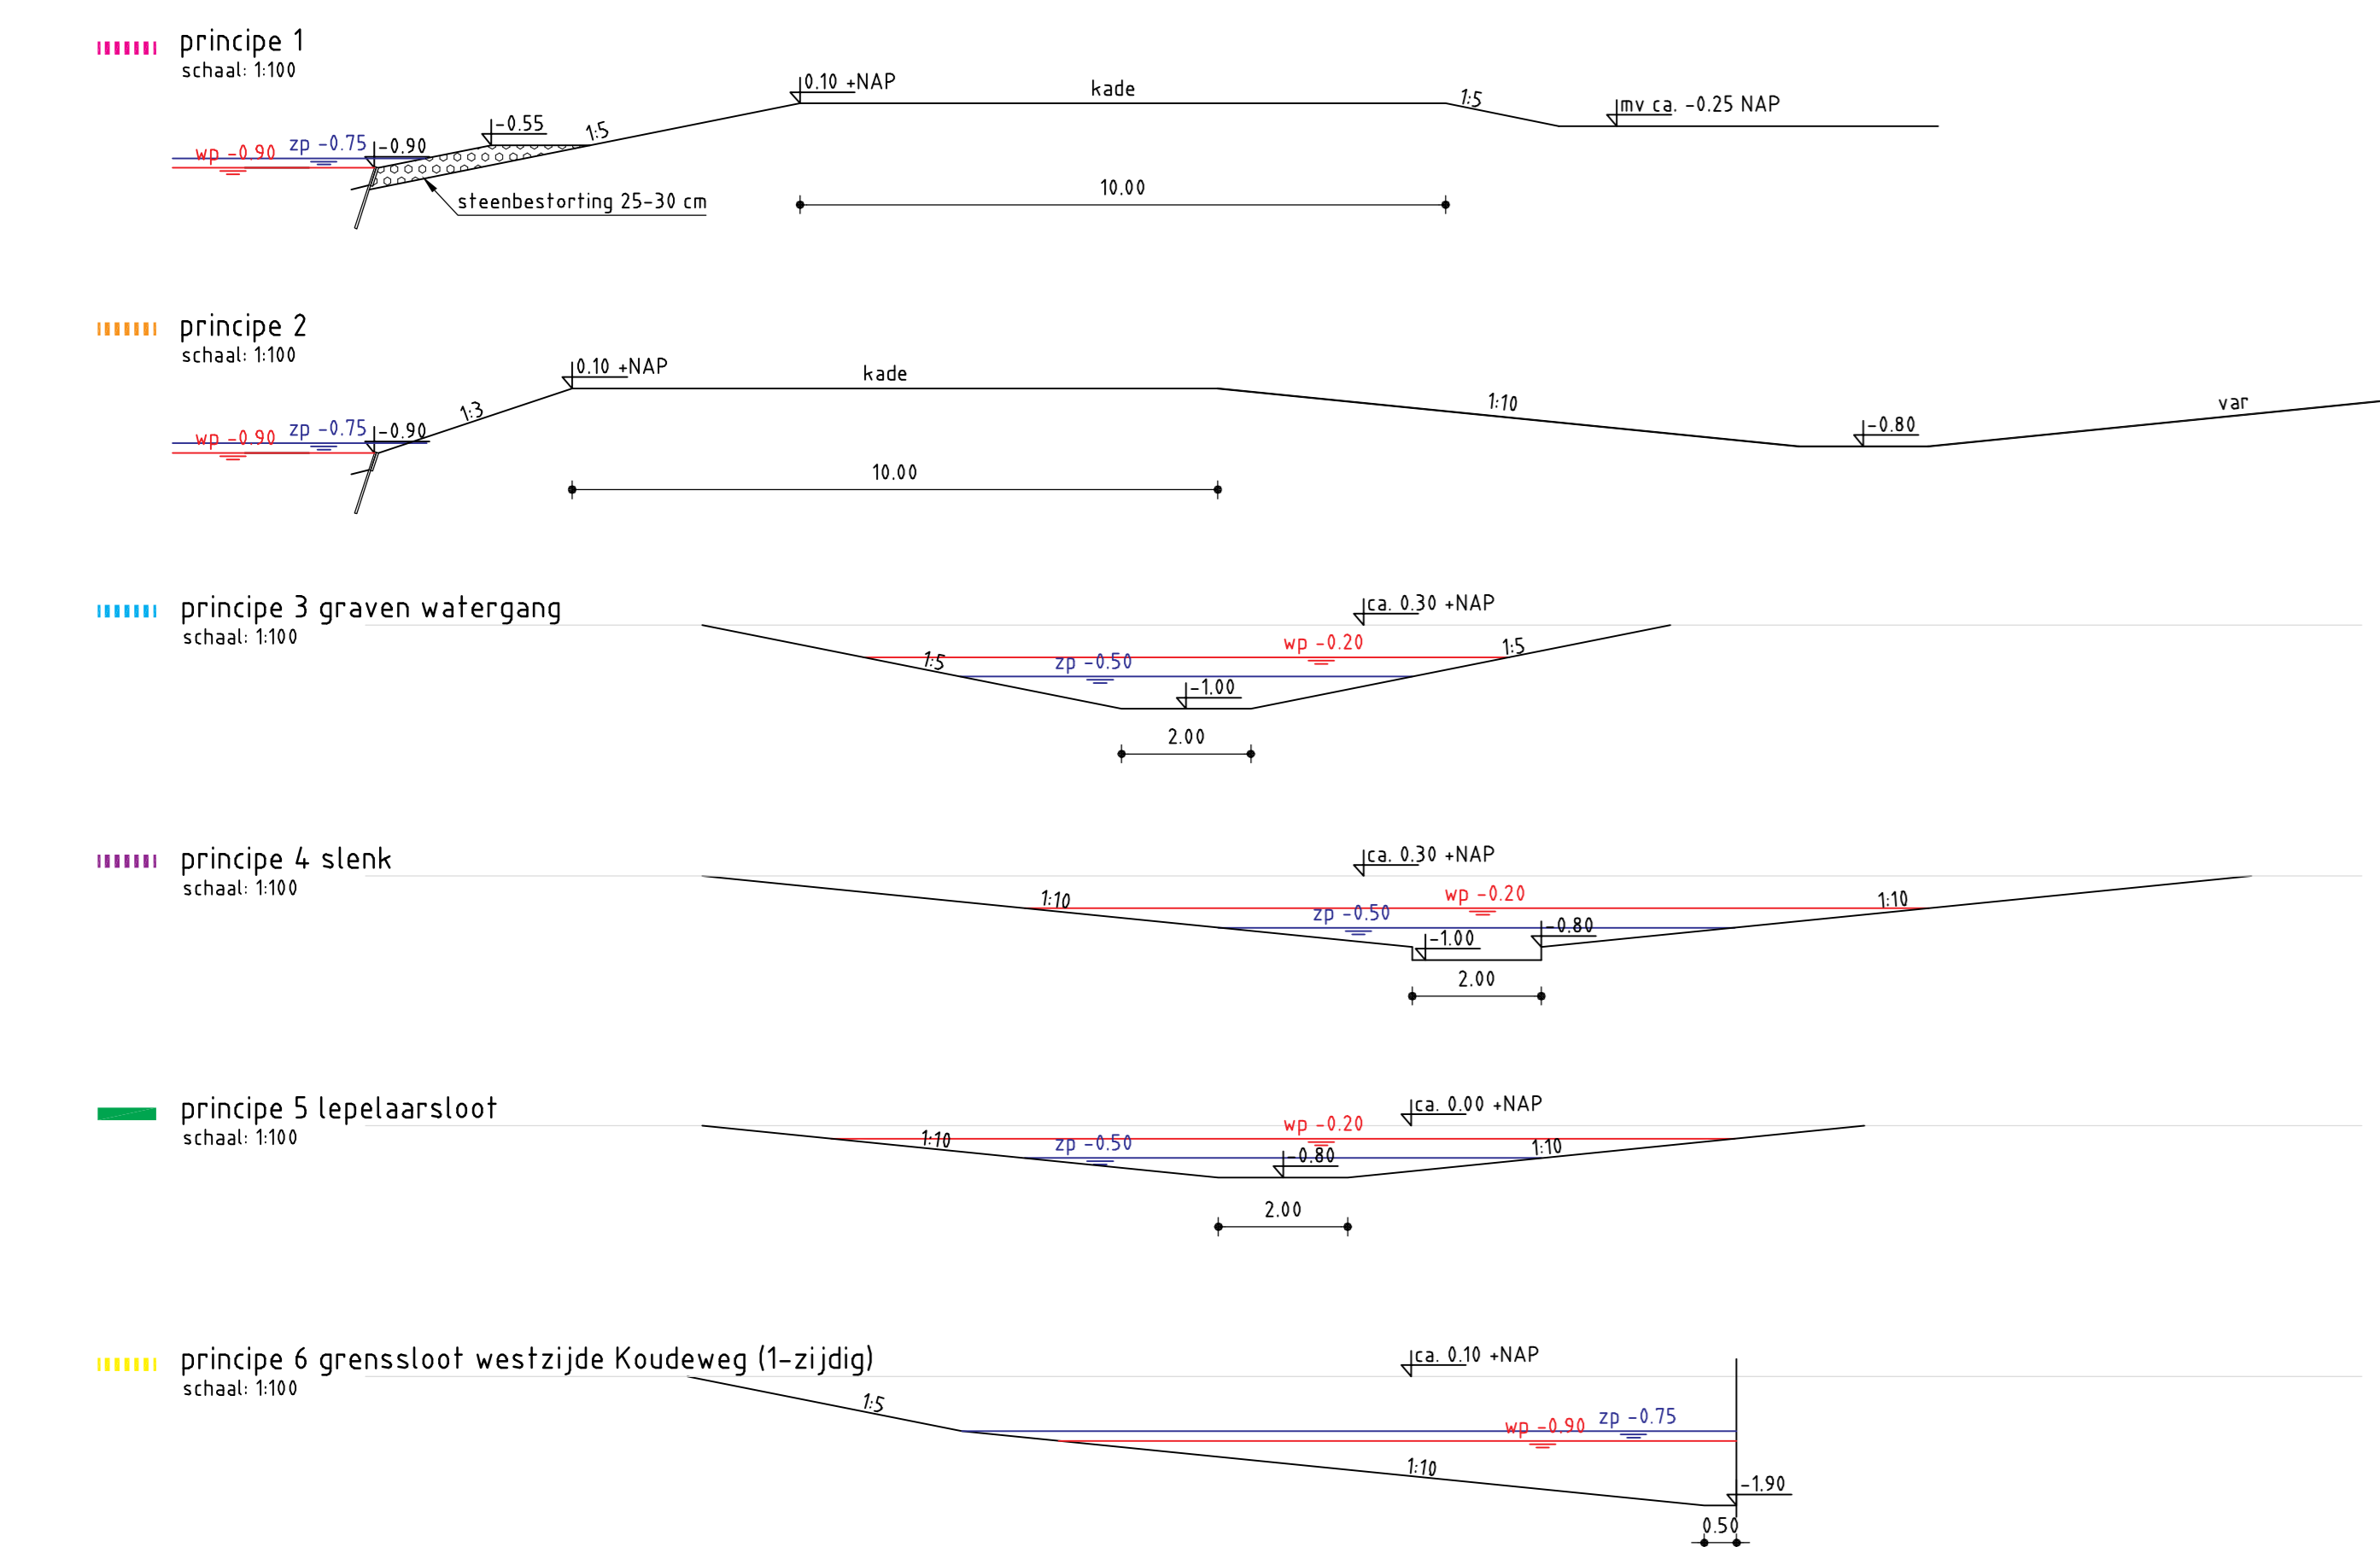 principe 1
schaal: 1:100
0.10 +NAP
kade
1:5
mv ca. -0.25 NAP
-0.55
1:5
zp -0.75
-0.90
wp -0.90
steenbestorting 25-30 cm
10.00
principe 2
schaal: 1:100
0.10 +NAP
kade
1:3
1:10
var
zp -0.75
-0.90
wp -0.90
-0.80
10.00
principe 3 graven watergang
schaal: 1:100
ca. 0.30 +NAP
wp -0.20
1:5
1:5
zp -0.50
-1.00
2.00
principe 4 slenk
schaal: 1:100
ca. 0.30 +NAP
wp -0.20
1:10
1:10
zp -0.50
-0.80
-1.00
2.00
principe 5 lepelaarsloot
schaal: 1:100
ca. 0.00 +NAP
wp -0.20
1:10
zp -0.50
1:10
-0.80
2.00
principe 6 grenssloot westzijde Koudeweg (1-zijdig)
schaal: 1:100
ca. 0.10 +NAP
1:5
zp -0.75
wp -0.90
1:10
-1.90
0.50